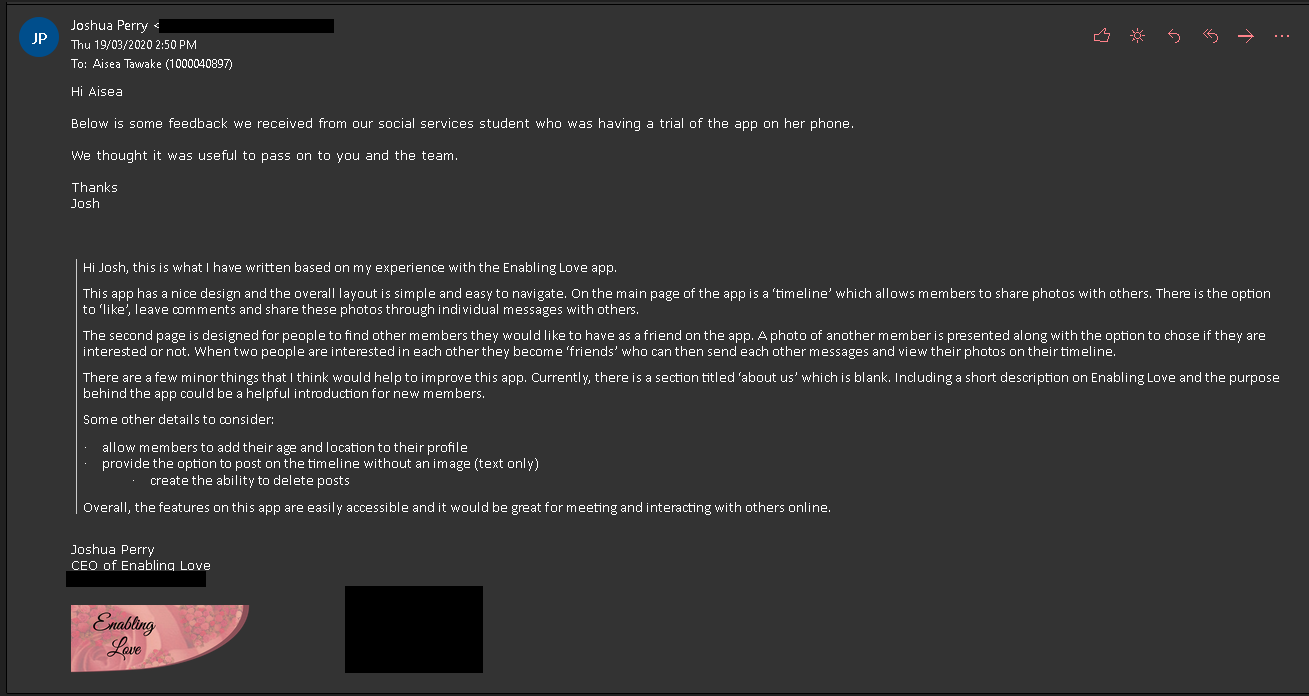 JP
Joshua Perry <
Thu 19/03/2020 2:50 PM
To: Aisea Tawake (1000040897)
Hi Aisea
Below is some feedback we received from our social services student who was having a trial of the app on her phone.
We thought it was useful to pass on to you and the team.
Thanks
Josh
Hi Josh, this is what I have written based on my experience with the Enabling Love app.
This app has a nice design and the overall layout is simple and easy to navigate. On the main page of the app is a ‘timeline’ which allows members to share photos with others. There is the option
to ‘like’, leave comments and share these photos through individual messages with others.
The second page is designed for people to find other members they would like to have as a friend on the app. A photo of another member is presented along with the option to chose if they are
interested or not. When two people are interested in each other they become ‘friends’ who can then send each other messages and view their photos on their timeline.
There are a few minor things that I think would help to improve this app. Currently, there is a section titled ‘about us’ which is blank. Including a short description on Enabling Love and the purpose
behind the app could be a helpful introduction for new members.
Some other details to consider:
· allow members to add their age and location to their profile
· provide the option to post on the timeline without an image (text only)
· create the ability to delete posts
Overall, the features on this app are easily accessible and it would be great for meeting and interacting with others online.
Joshua Perry
CEO of Enabling Love
Enabling
Love